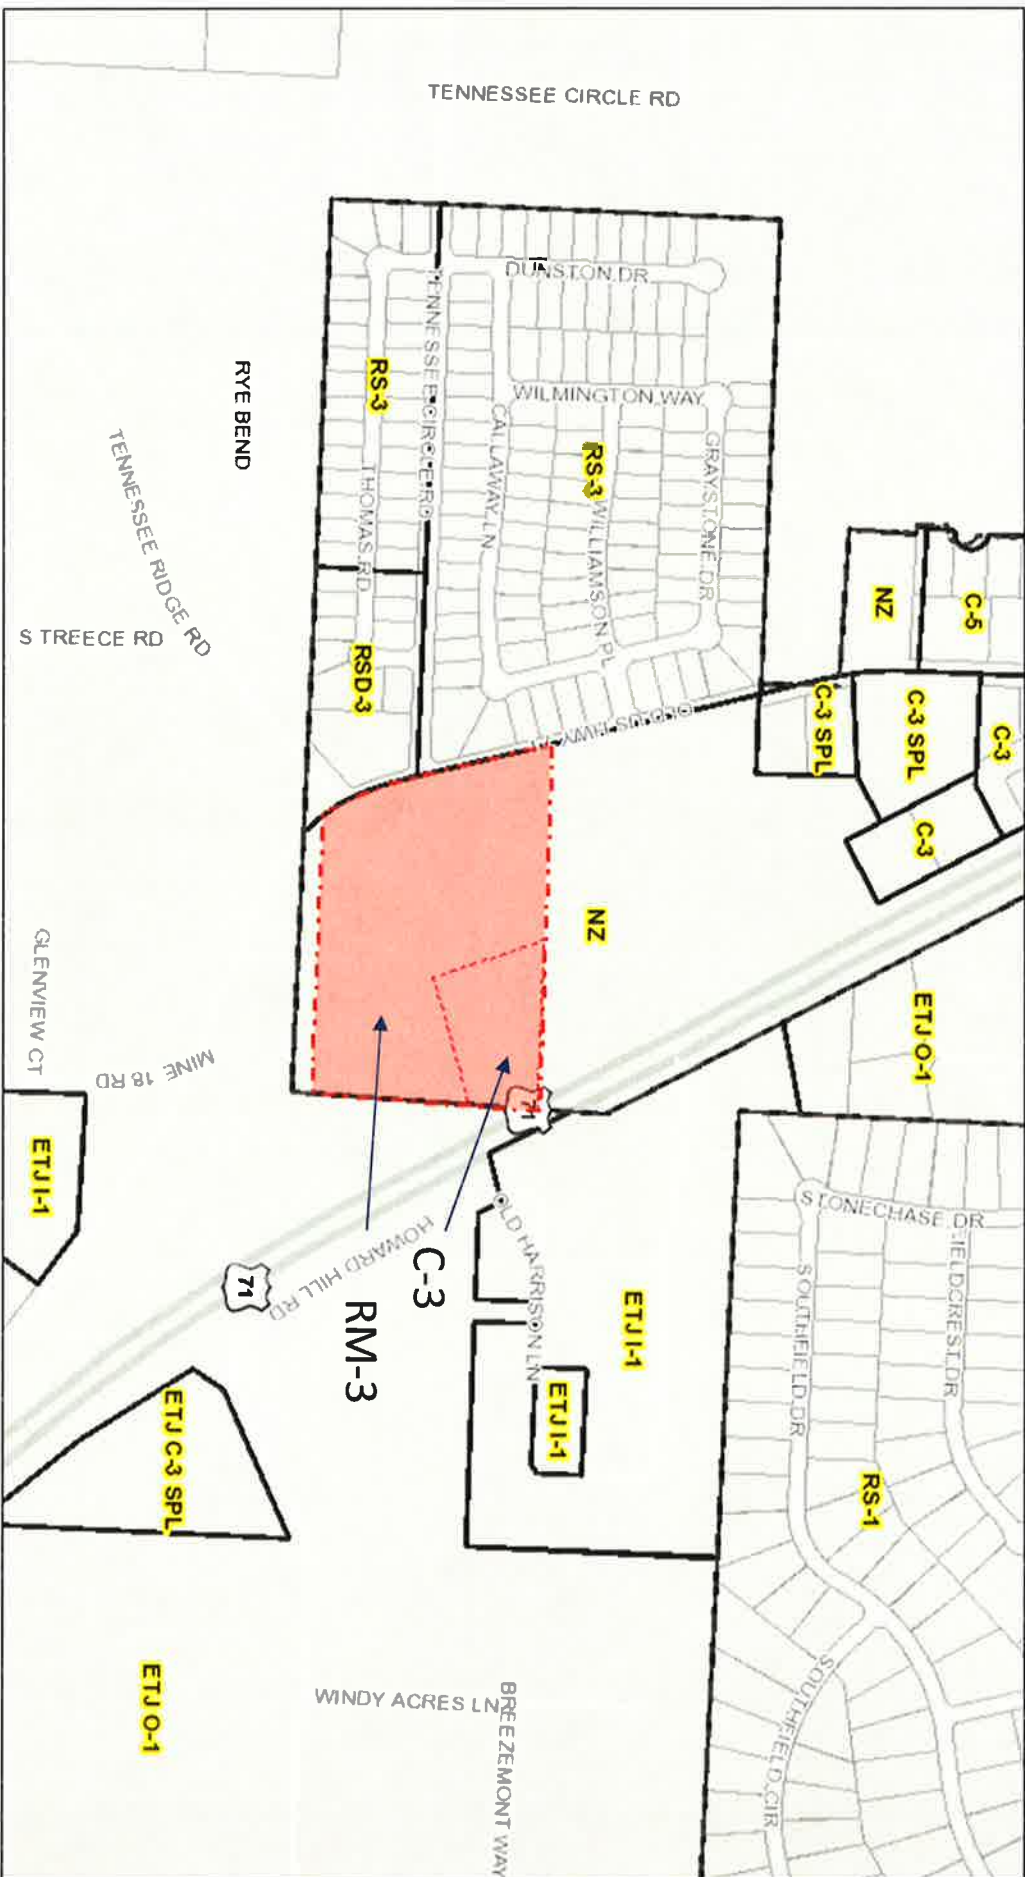 TENNESSEE CIRCLE RD
DUNSTON DR
WILMINGTON WAY
GRAYSTONE DR
RS-3
WILLIAMSON PL
CALLAWAY LN
TENNESSEE CIRCLE RD
RS-3
THOMAS RD
RSD-3
RYE BEND
TENNESSEE RIDGE RD
S TREECE RD
OLD US HWY
C-5
NZ
C-3
C-3 SPL
C-3 SPL
C-3
NZ
ETJ O-1
71
STONECHASE DR
IELDCREST DR
SOUTHFIELD DR
RS-1
SOUTHFIELD CIR
ETJ I-1
OLD HARRISON LN
ETJ I-1
C-3
RM-3
HOWARD HILL RD
71
MINE 18 RD
GLENVIEW CT
ETJ I-1
ETJ C-3 SPL
ETJ O-1
WINDY ACRES LN
BREEZEMONT WAY